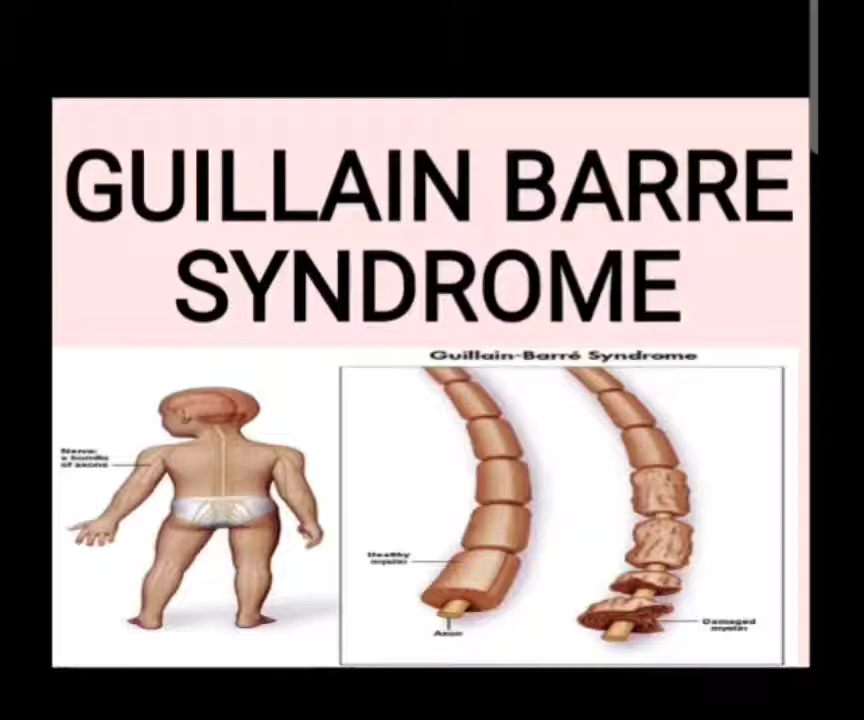 GUILLAIN BARRE
SYNDROME
Guillain-Barré Syndrome
Nerve:
a bundle
of axons
Healthy
myelin
Axon
Damaged
myelin